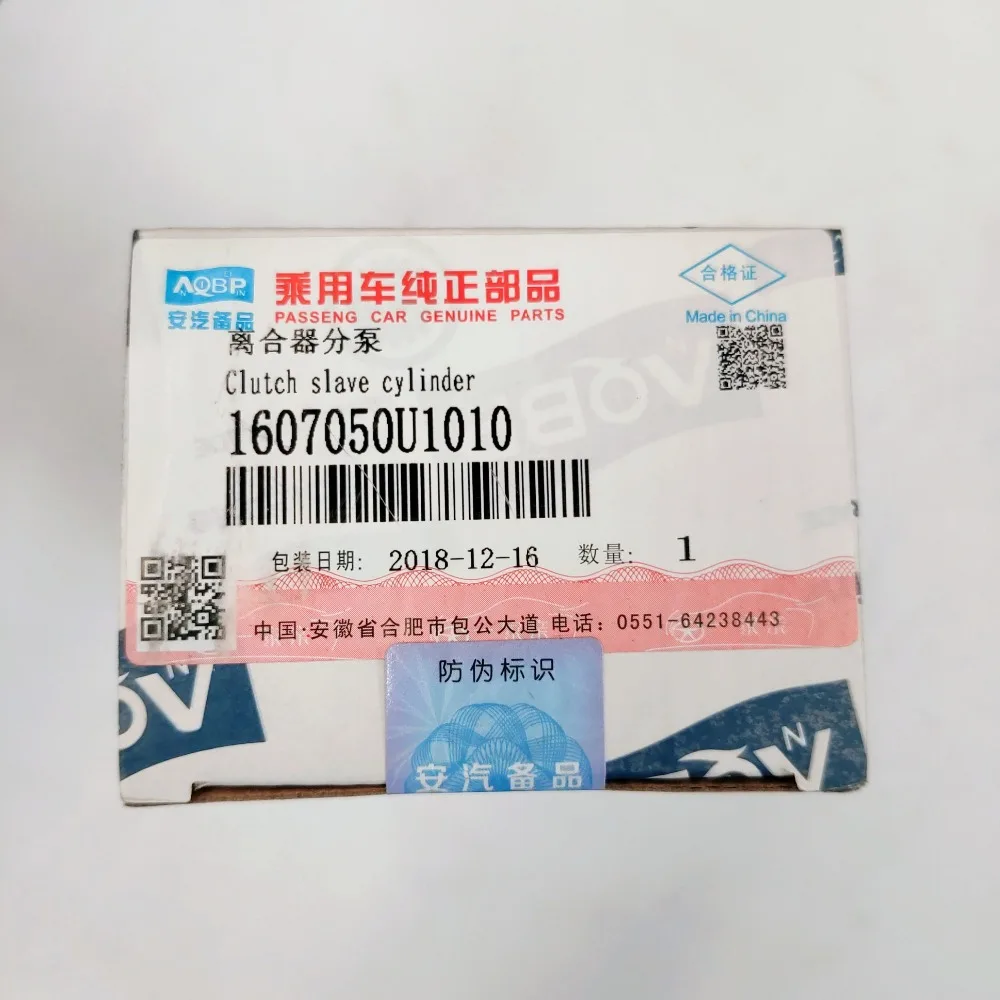 AQBP
安汽备品
乘用车纯正部品
PASSENG CAR GENUINE PARTS
合格证
Made in China
离合器分泵
Clutch slave cylinder
1607050U1010
包装日期: 2018-12-16 数量: 1
中国·安徽省合肥市包公大道 电话：0551-64238443
防伪标识
安汽备品